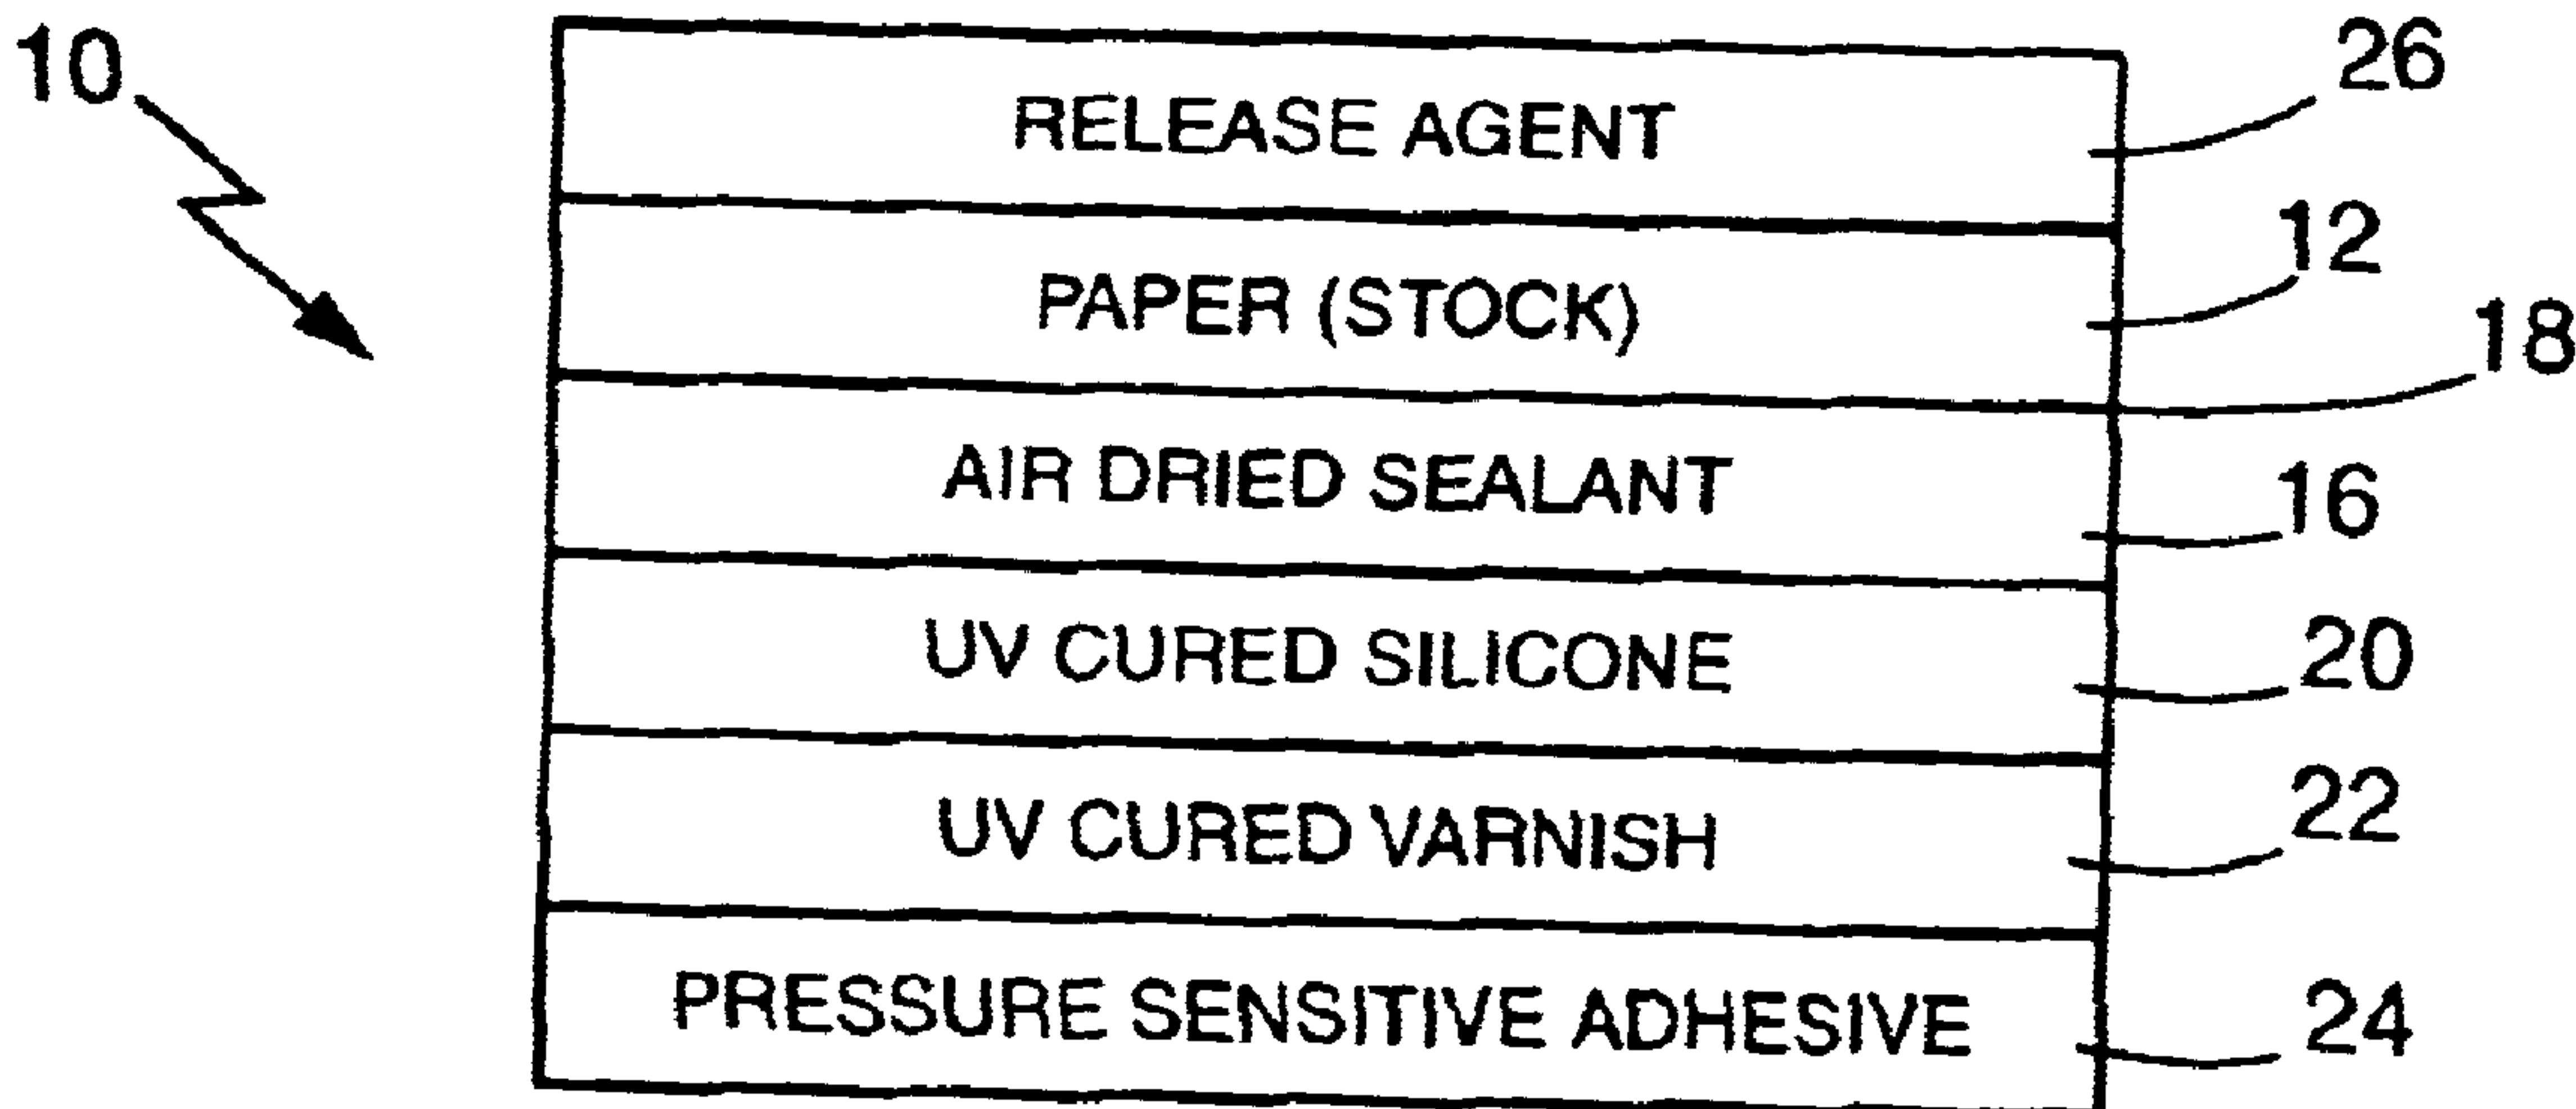 10
RELEASE AGENT
26
PAPER (STOCK)
12
18
AIR DRIED SEALANT
16
UV CURED SILICONE
20
UV CURED VARNISH
22
PRESSURE SENSITIVE ADHESIVE
24